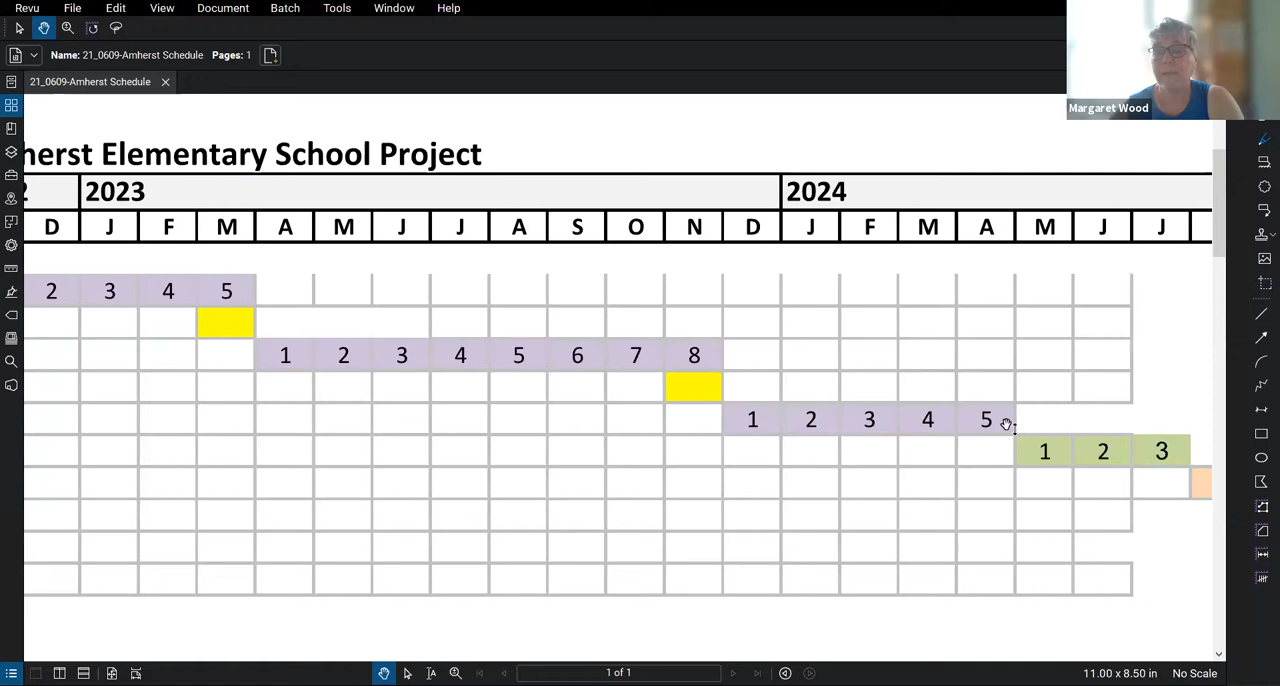 Revu File Edit View Document Batch Tools Window Help
Name: 21_0609-Amherst Schedule Pages: 1
21_0609-Amherst Schedule
Margaret Wood
herst Elementary School Project
2023 2024
D J F M A M J J A S O N D J F M A M J J
2 3 4 5
1 2 3 4 5 6 7 8
1 2 3 4 5
1 2 3
1 of 1
11.00 x 8.50 in No Scale